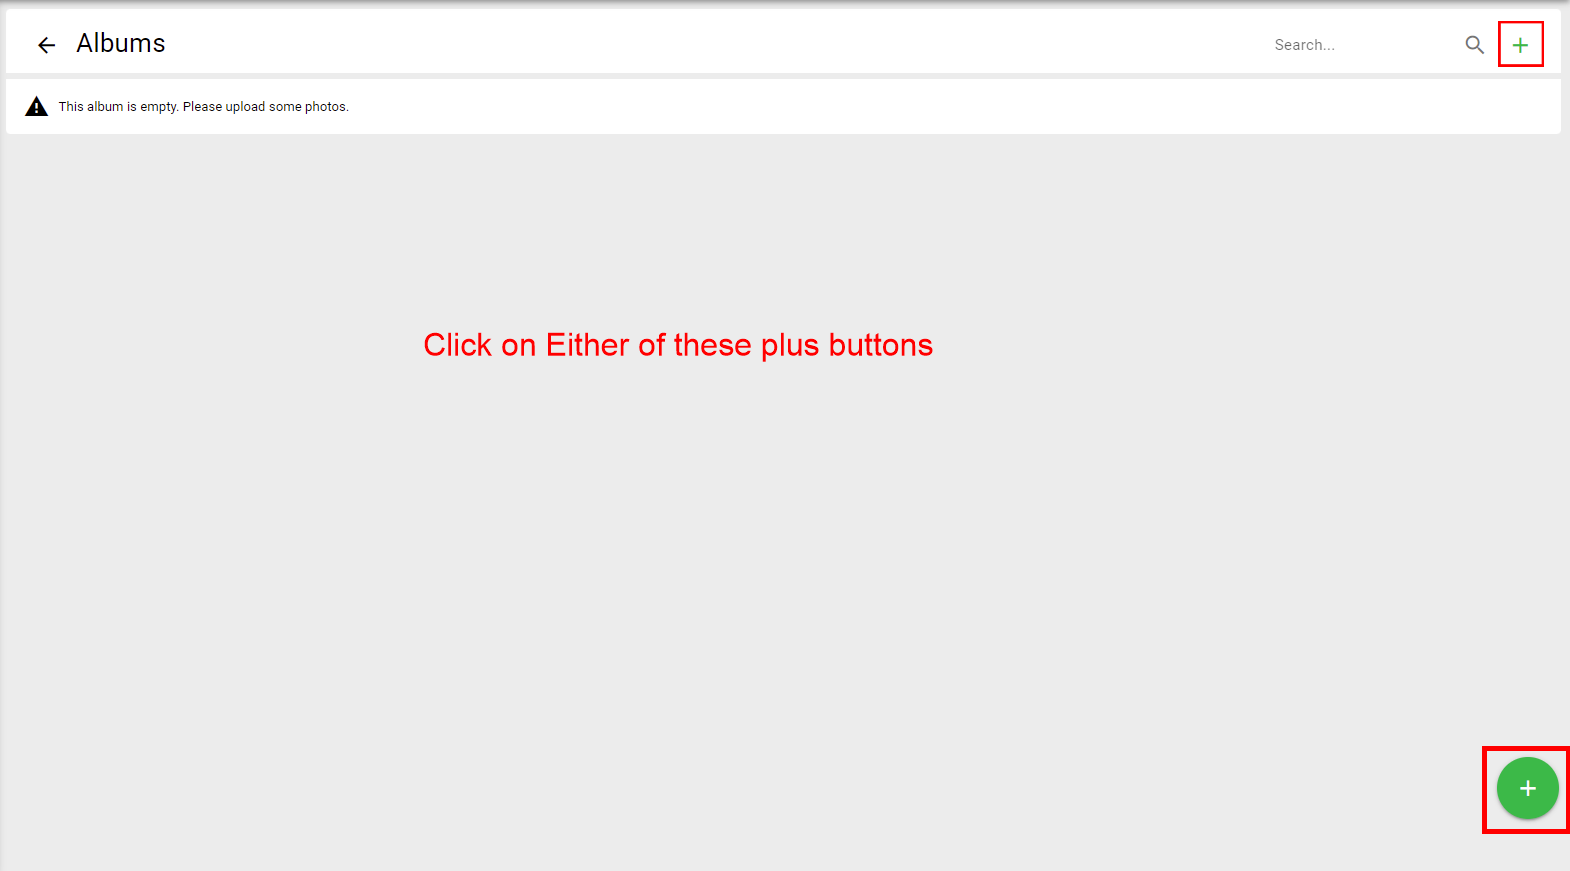 Albums
Search...
This album is empty. Please upload some photos.
Click on Either of these plus buttons